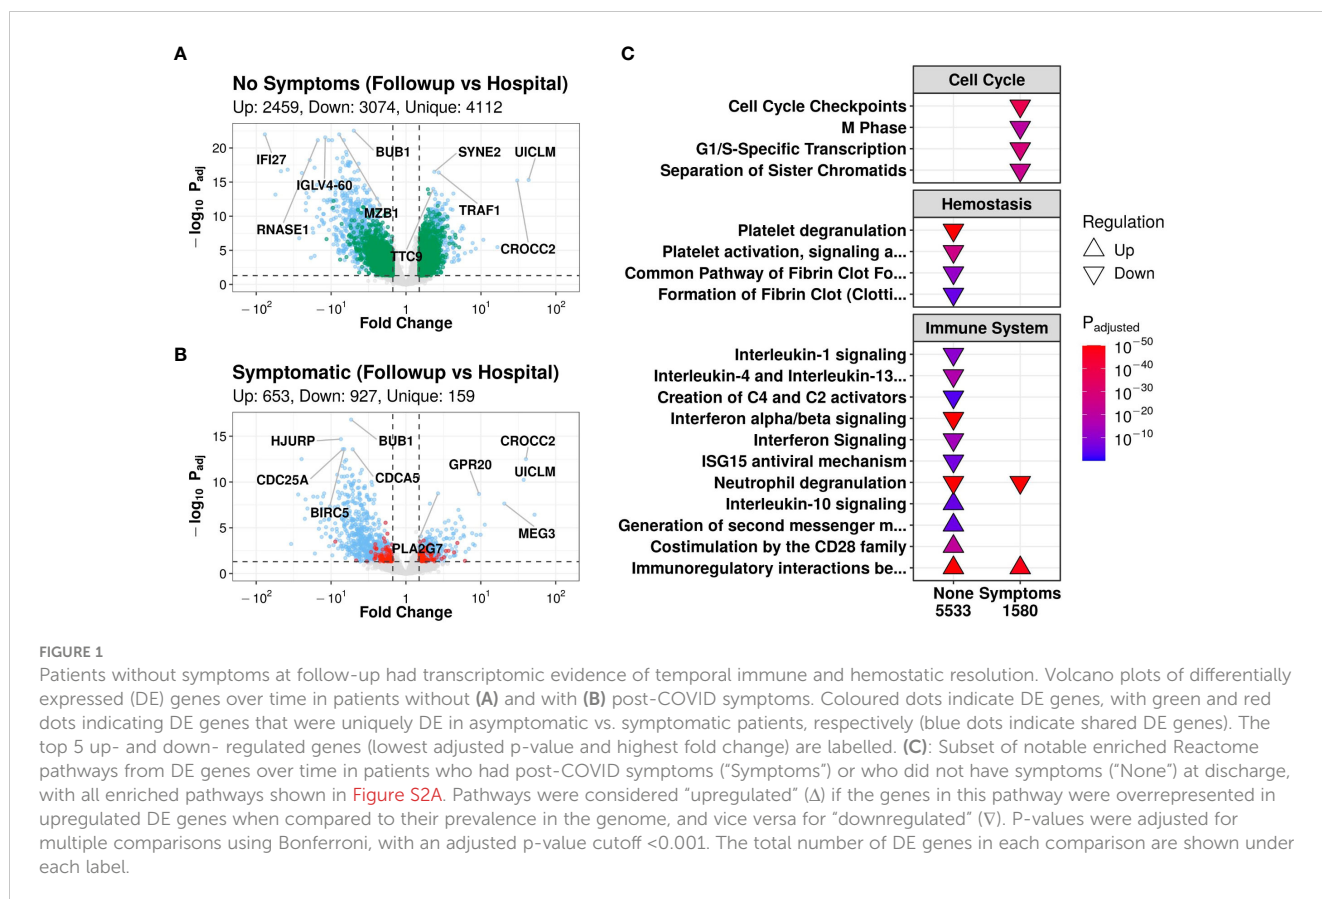 A
No Symptoms (Followup vs Hospital)
Up: 2459, Down: 3074, Unique: 4112
− log10 Padj
20
15
10
5
0
IFI27
BUB1
SYNE2
UICLM
IGLV4-60
MZB1
TRAF1
RNASE1
TTC9
CROCC2
− 10^2
− 10^1
1
10^1
10^2
Fold Change
B
Symptomatic (Followup vs Hospital)
Up: 653, Down: 927, Unique: 159
− log10 Padj
15
10
5
0
HJURP
BUB1
CROCC2
GPR20
UICLM
CDC25A
CDCA5
BIRC5
MEG3
PLA2G7
− 10^2
− 10^1
1
10^1
10^2
Fold Change
C
Cell Cycle
Cell Cycle Checkpoints
M Phase
G1/S-Specific Transcription
Separation of Sister Chromatids
Hemostasis
Platelet degranulation
Platelet activation, signaling a...
Common Pathway of Fibrin Clot Fo...
Formation of Fibrin Clot (Clotti...
Immune System
Interleukin-1 signaling
Interleukin-4 and Interleukin-13...
Creation of C4 and C2 activators
Interferon alpha/beta signaling
Interferon Signaling
ISG15 antiviral mechanism
Neutrophil degranulation
Interleukin-10 signaling
Generation of second messenger m...
Costimulation by the CD28 family
Immunoregulatory interactions be...
None Symptoms
5533 1580
Regulation
Up
Down
Padjusted
10^−50
10^−40
10^−30
10^−20
10^−10
FIGURE 1
Patients without symptoms at follow-up had transcriptomic evidence of temporal immune and hemostatic resolution. Volcano plots of differentially
expressed (DE) genes over time in patients without (A) and with (B) post-COVID symptoms. Coloured dots indicate DE genes, with green and red
dots indicating DE genes that were uniquely DE in asymptomatic vs. symptomatic patients, respectively (blue dots indicate shared DE genes). The
top 5 up- and down- regulated genes (lowest adjusted p-value and highest fold change) are labelled. (C): Subset of notable enriched Reactome
pathways from DE genes over time in patients who had post-COVID symptoms (“Symptoms”) or who did not have symptoms (“None”) at discharge,
with all enriched pathways shown in Figure S2A. Pathways were considered “upregulated” (Δ) if the genes in this pathway were overrepresented in
upregulated DE genes when compared to their prevalence in the genome, and vice versa for “downregulated” (∇). P-values were adjusted for
multiple comparisons using Bonferroni, with an adjusted p-value cutoff <0.001. The total number of DE genes in each comparison are shown under
each label.